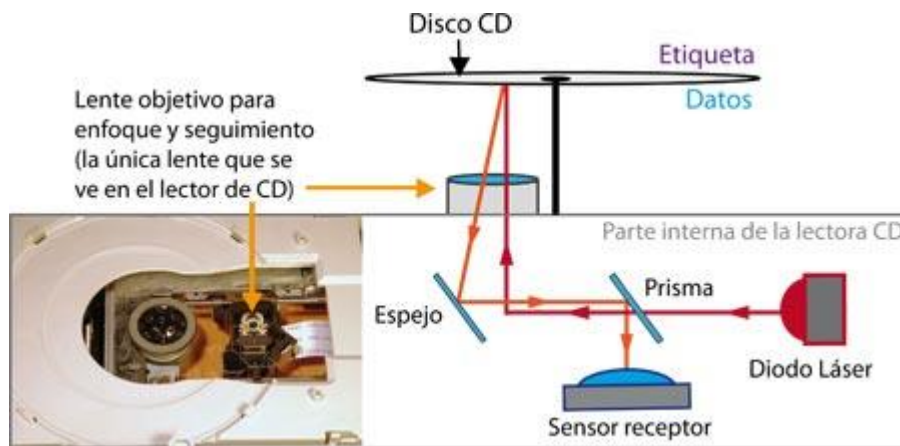 Disco CD
Etiqueta
Datos
Lente objetivo para
enfoque y seguimiento
(la única lente que se
ve en el lector de CD)
Parte interna de la lectora CD
Espejo
Prisma
Diodo Láser
Sensor receptor